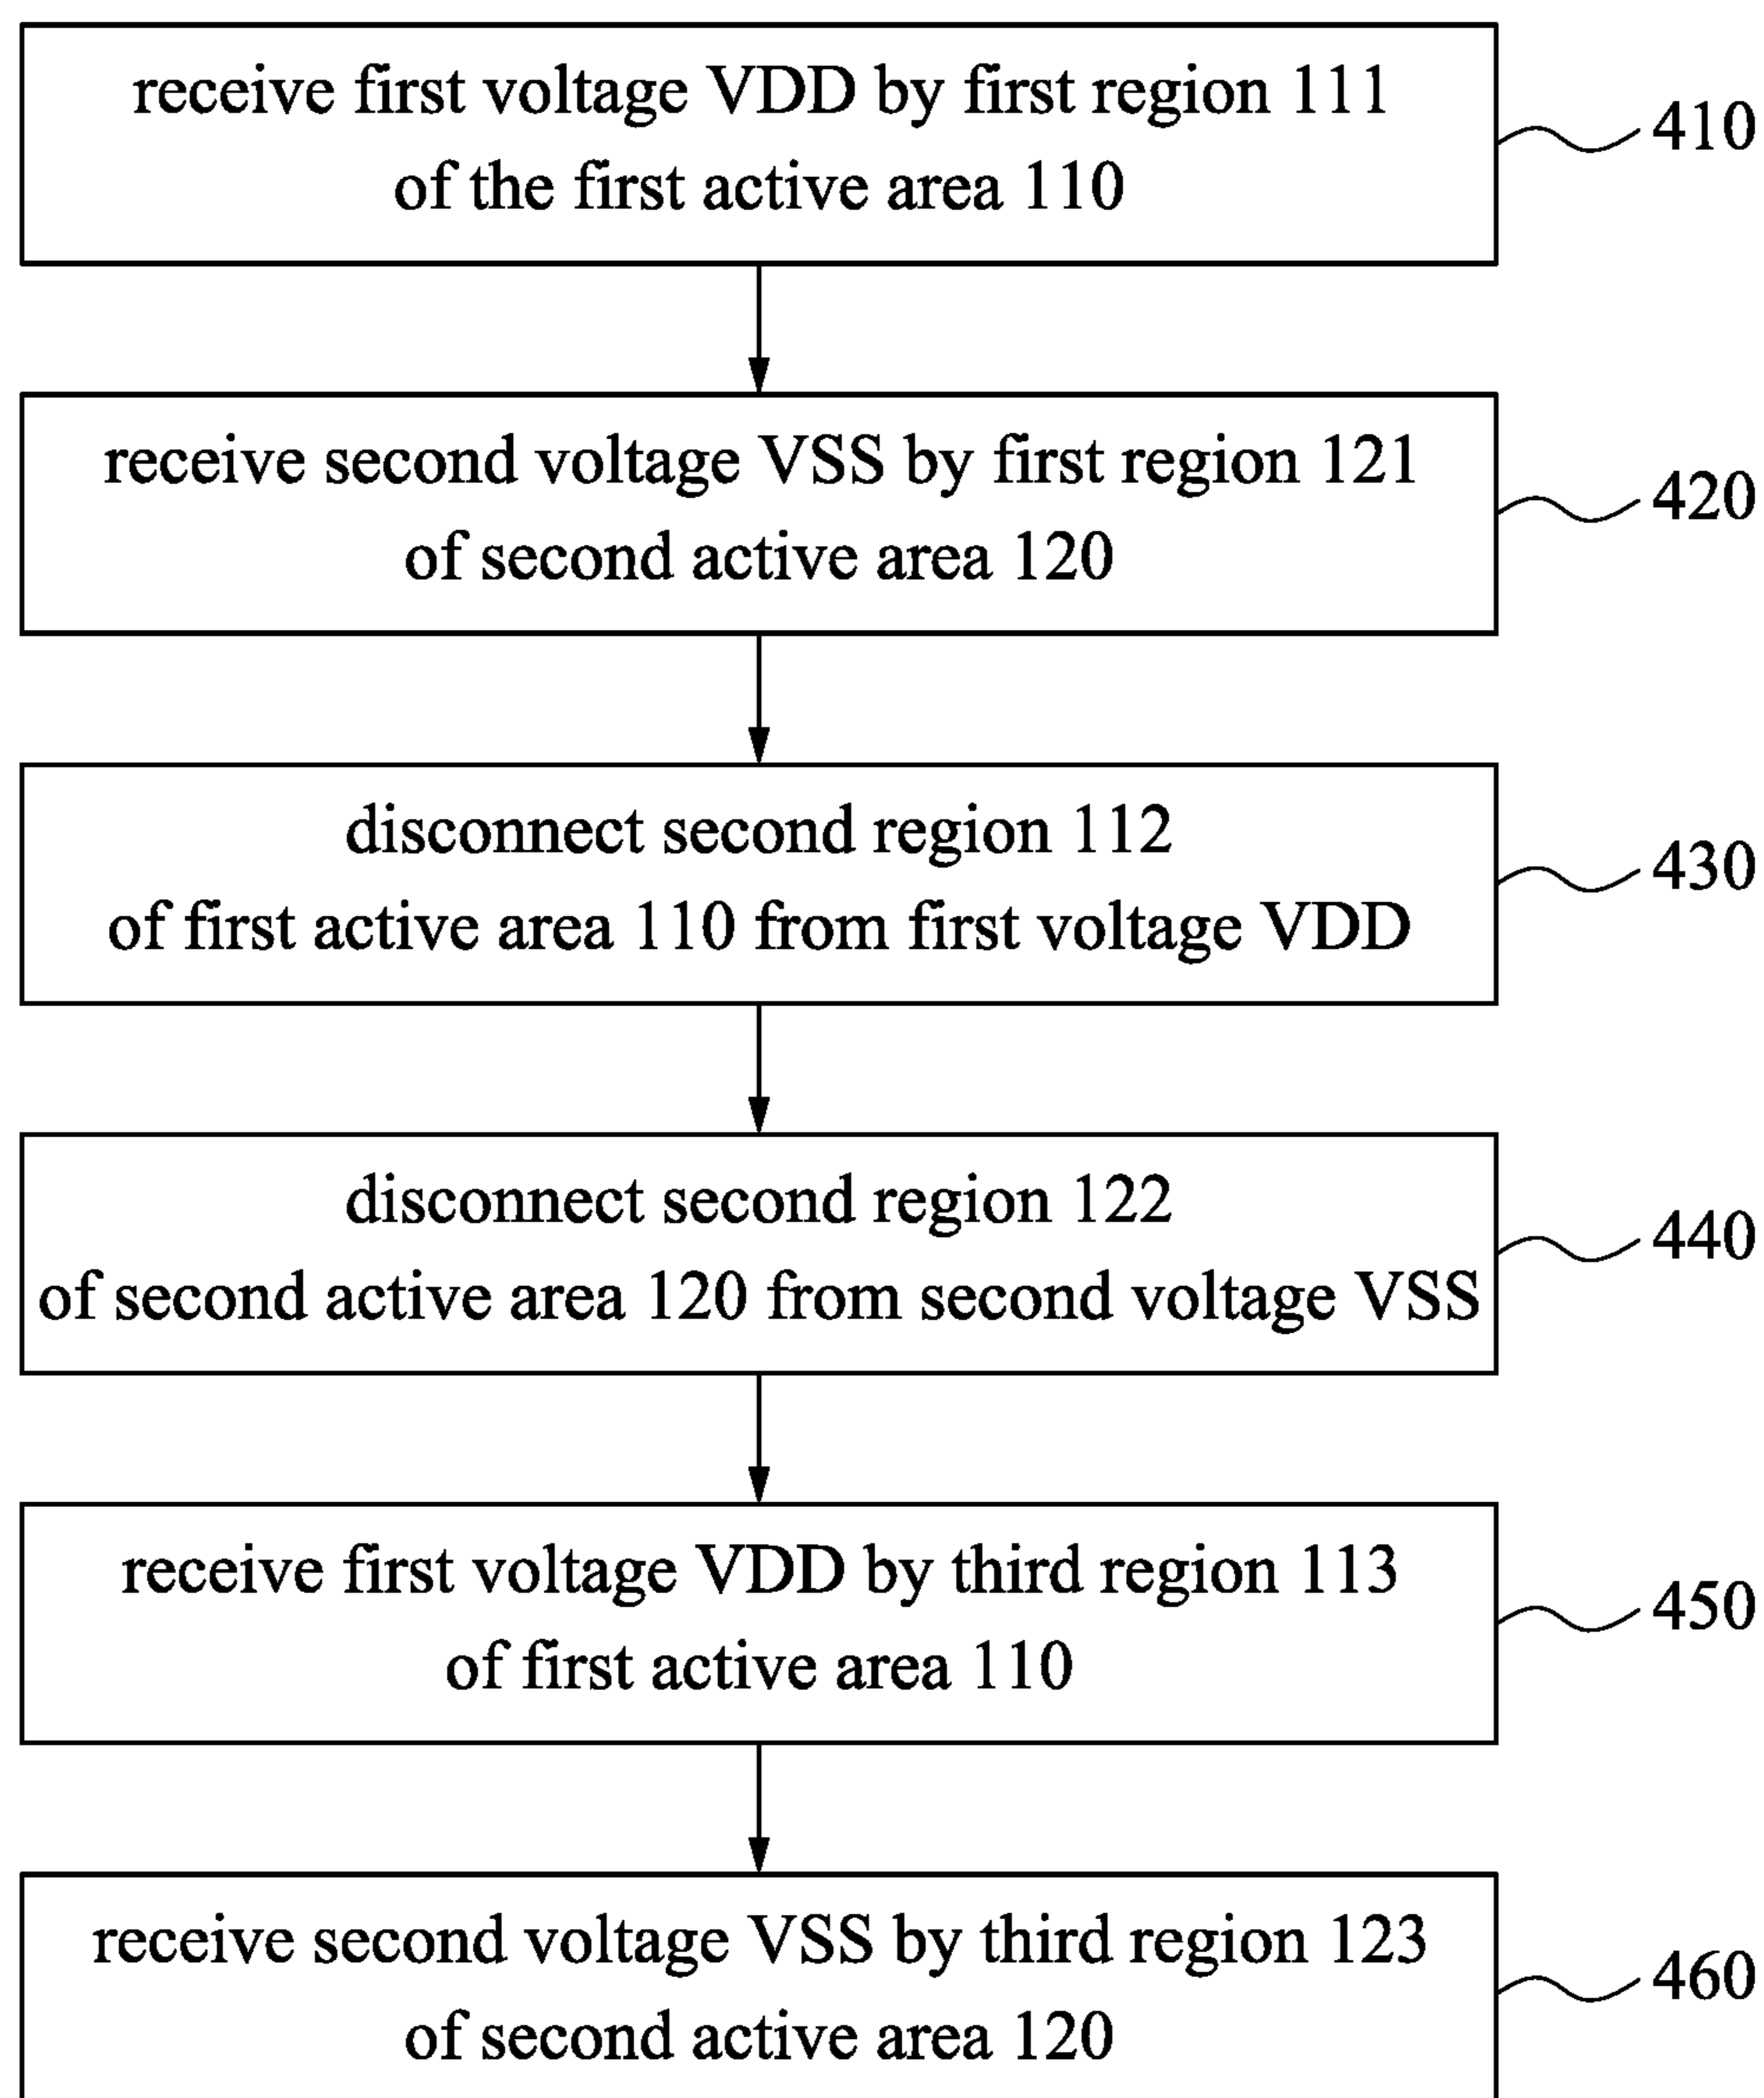 receive first voltage VDD by first region 111
of the first active area 110
410
receive second voltage VSS by first region 121
of second active area 120
420
disconnect second region 112
of first active area 110 from first voltage VDD
430
disconnect second region 122
of second active area 120 from second voltage VSS
440
receive first voltage VDD by third region 113
of first active area 110
450
receive second voltage VSS by third region 123
of second active area 120
460